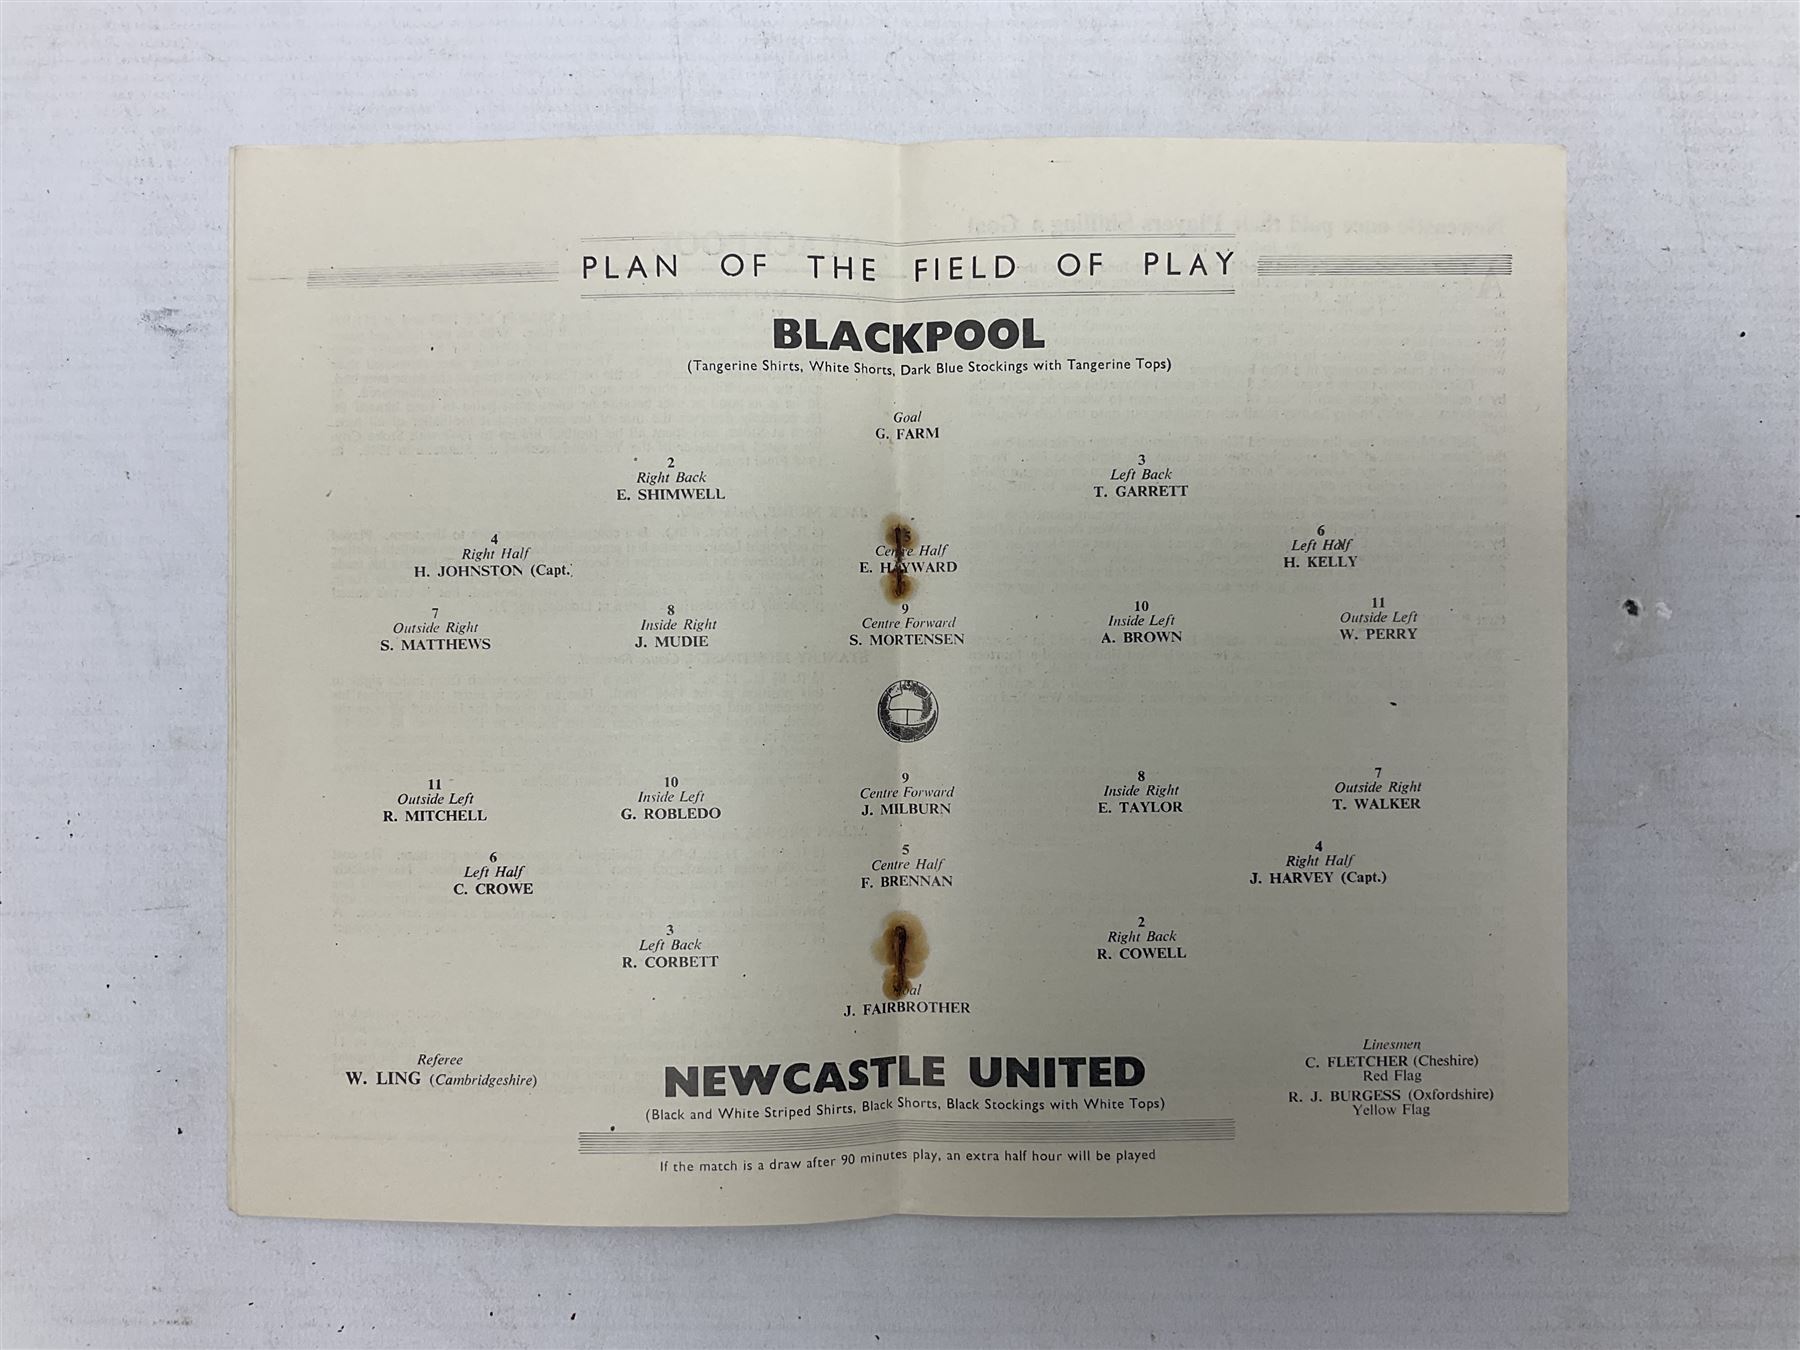 PLAN OF THE FIELD OF PLAY
BLACKPOOL
(Tangerine Shirts, White Shorts, Dark Blue Stockings with Tangerine Tops)
Goal
G. FARM
2
Right Back
E. SHIMWELL
3
Left Back
T. GARRETT
4
Right Half
H. JOHNSTON (Capt.)
5
Centre Half
E. HAYWARD
6
Left Half
H. KELLY
7
Outside Right
S. MATTHEWS
8
Inside Right
J. MUDIE
9
Centre Forward
S. MORTENSEN
10
Inside Left
A. BROWN
11
Outside Left
W. PERRY
11
Outside Left
R. MITCHELL
10
Inside Left
G. ROBLEDO
9
Centre Forward
J. MILBURN
8
Inside Right
E. TAYLOR
7
Outside Right
T. WALKER
6
Left Half
C. CROWE
5
Centre Half
F. BRENNAN
4
Right Half
J. HARVEY (Capt.)
3
Left Back
R. CORBETT
2
Right Back
R. COWELL
Goal
J. FAIRBROTHER
Referee
W. LING (Cambridgeshire)
NEWCASTLE UNITED
(Black and White Striped Shirts, Black Shorts, Black Stockings with White Tops)
Linesmen
C. FLETCHER (Cheshire)
Red Flag
R. J. BURGESS (Oxfordshire)
Yellow Flag
If the match is a draw after 90 minutes play, an extra half hour will be played